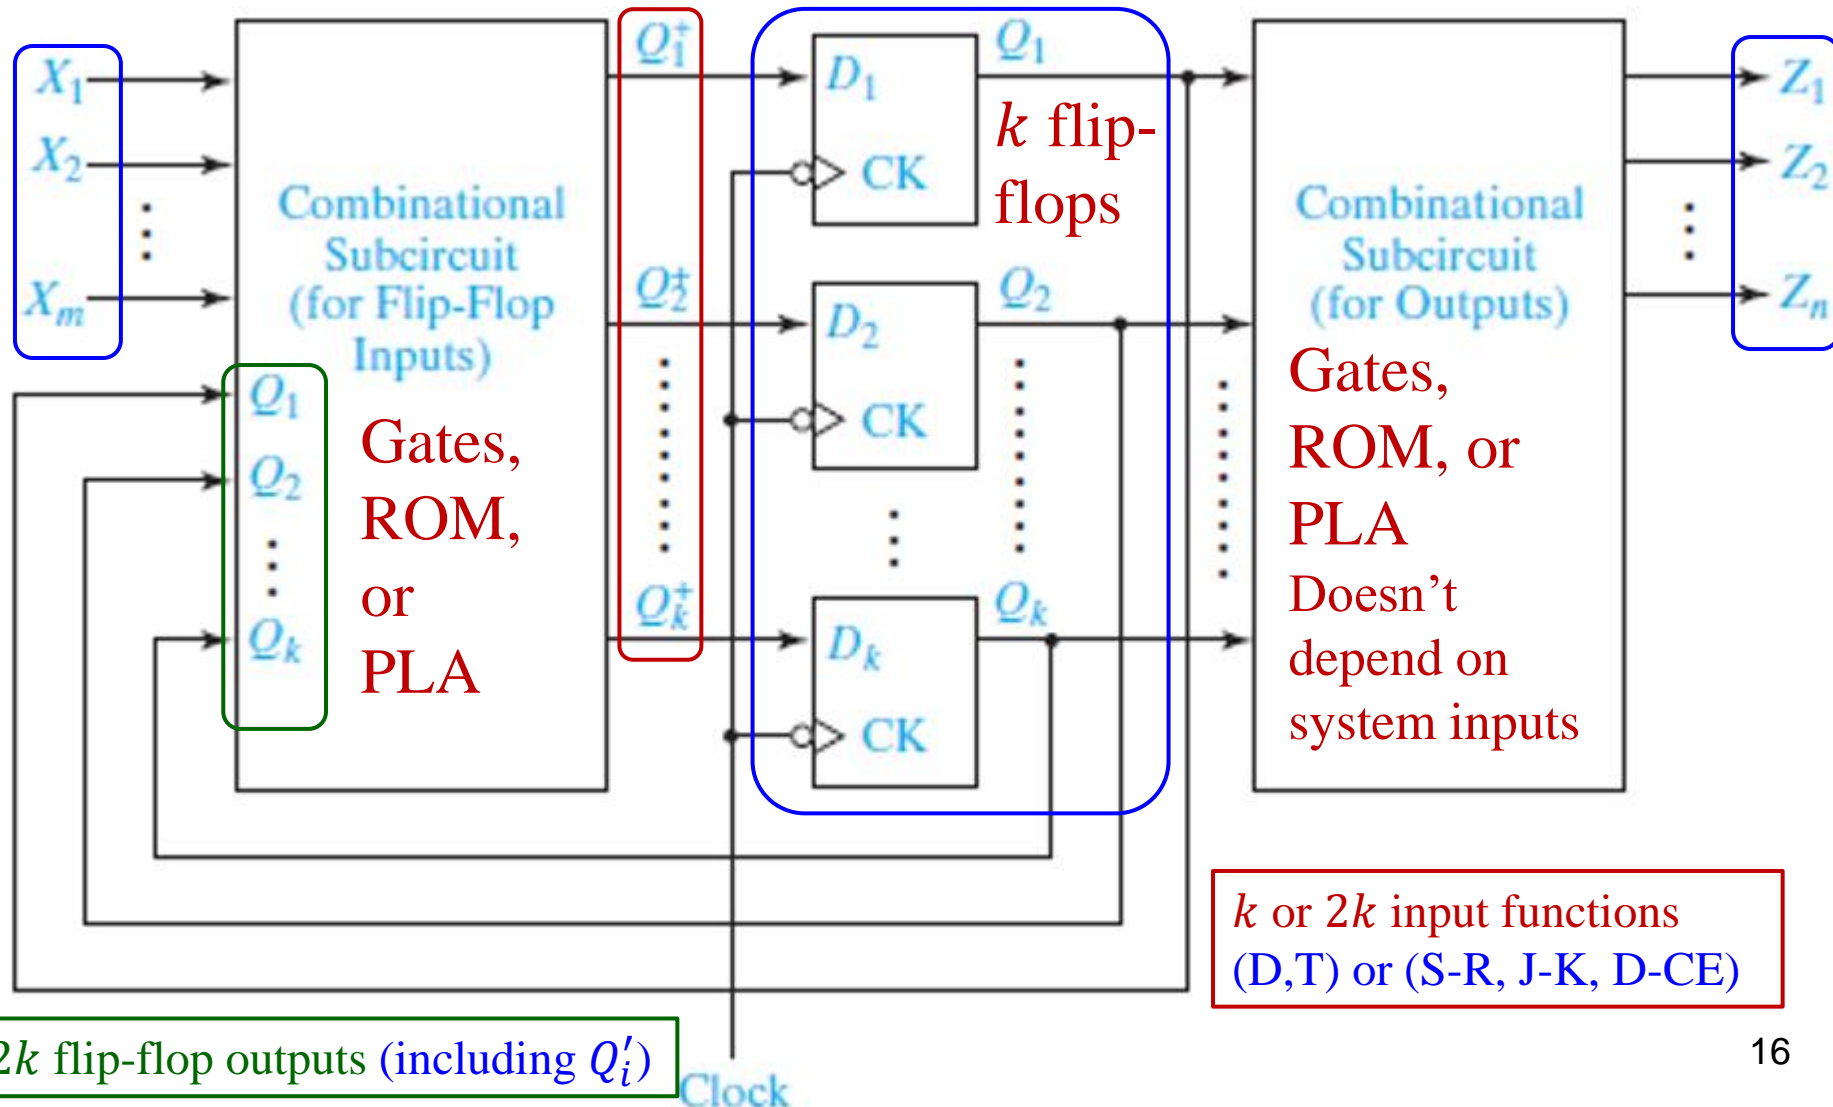 X₁
X₂
Xₘ
Combinational
Subcircuit
(for Flip-Flop
Inputs)
Q₁
Q₂
Qₖ
Gates,
ROM,
or
PLA
Q₁⁺
Q₂⁺
Qₖ⁺
D₁
CK
Q₁
k flip-
flops
D₂
CK
Q₂
Dₖ
CK
Qₖ
Combinational
Subcircuit
(for Outputs)
Gates,
ROM, or
PLA
Doesn't
depend on
system inputs
Z₁
Z₂
Zₙ
k or 2k input functions
(D,T) or (S-R, J-K, D-CE)
2k flip-flop outputs (including Qᵢ′)
Clock
16